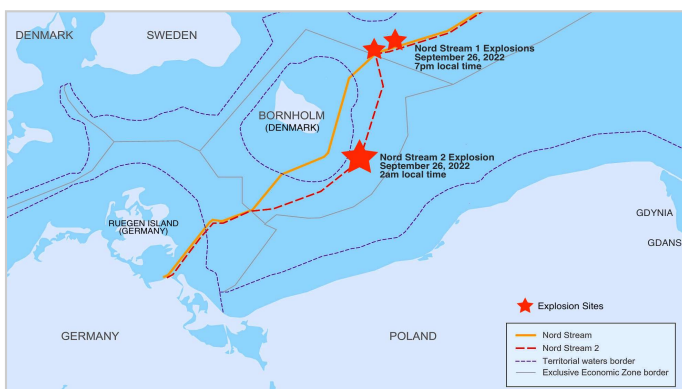 DENMARK
SWEDEN
Nord Stream 1 Explosions
September 26, 2022
7pm local time
BORNHOLM
(DENMARK)
Nord Stream 2 Explosion
September 26, 2022
2am local time
RUEGEN ISLAND
(GERMANY)
GDYNIA
GDANS
Explosion Sites
GERMANY
POLAND
Nord Stream
Nord Stream 2
Territorial waters border
Exclusive Economic Zone border